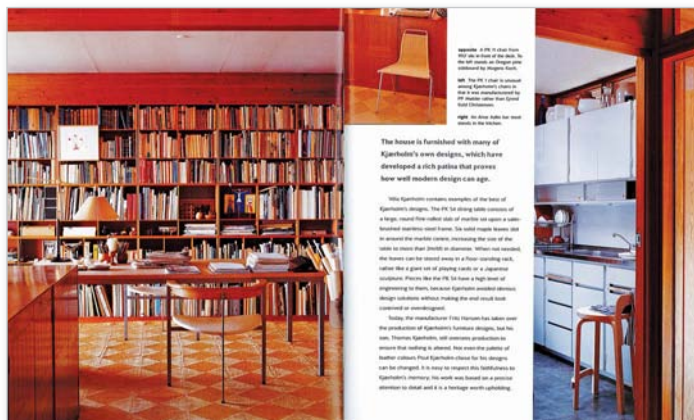 opposite A PK 11 chair from
1957 sits in front of the desk. To
the left stands an Oregon pine
sideboard by Mogens Koch.
left The PK 1 chair is unusual
among Kjærholm's chairs in
that it was manufactured by
PP Møbler rather than Ejvind
Kold Christensen.
right An Alvar Aalto bar stool
stands in the kitchen.
The house is furnished with many of
Kjærholm's own designs, which have
developed a rich patina that proves
how well modern design can age.
Villa Kjærholm contains examples of the best of
Kjærholm's designs. The PK 54 dining table consists of
a large, round fire-rolled slab of marble set upon a satin-
brushed stainless-steel frame. Six solid maple leaves slot
in around the marble centre, increasing the size of the
table to more than in diameter. When not needed,
the leaves can be stored away in a floor-standing rack,
rather like a giant set of playing cards or a Japanese
sculpture. Pieces like the PK 54 have a high level of
engineering to them, because Kjærholm avoided obvious
design solutions without making the end result look
contrived or overdesigned.
Today, the manufacturer Fritz Hansen has taken over
the production of Kjærholm's furniture designs, but his
son, Thomas Kjærholm, still oversees production to
ensure that nothing is altered. Not even the palette of
leather colours Poul Kjærholm chose for his designs
can be changed. It is easy to respect this faithfulness to
Kjærholm's memory; his work was based on a precise
attention to detail and it is a heritage worth upholding.